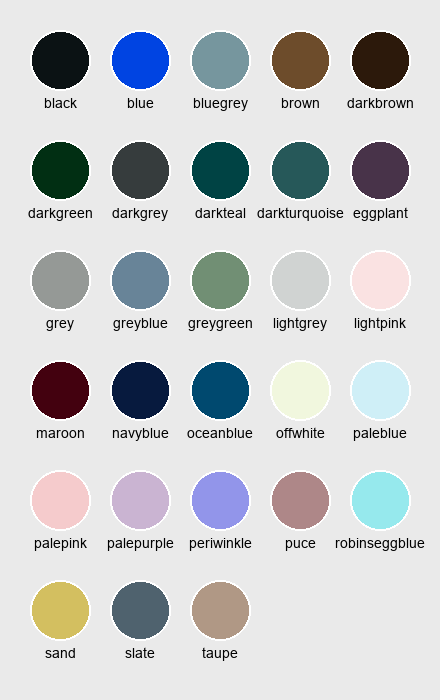 black blue bluegrey brown darkbrown
darkgreen darkgrey darkteal darkturquoise eggplant
grey greyblue greygreen lightgrey lightpink
maroon navyblue oceanblue offwhite paleblue
palepink palepurple periwinkle puce robinseggblue
sand slate taupe